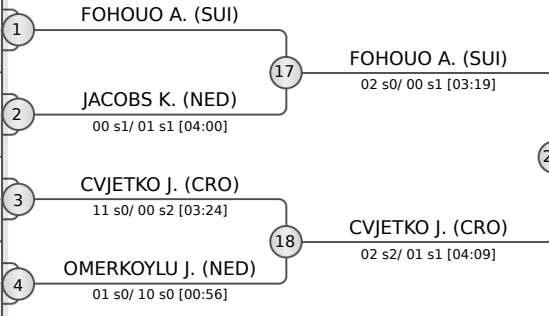 FOHOUO A. (SUI)
1
17
FOHOUO A. (SUI)
02 s0/ 00 s1 [03:19]
JACOBS K. (NED)
2
00 s1/ 01 s1 [04:00]
2
CVJETKO J. (CRO)
3
11 s0/ 00 s2 [03:24]
18
CVJETKO J. (CRO)
02 s2/ 01 s1 [04:09]
OMERKOYLU J. (NED)
4
01 s0/ 10 s0 [00:56]